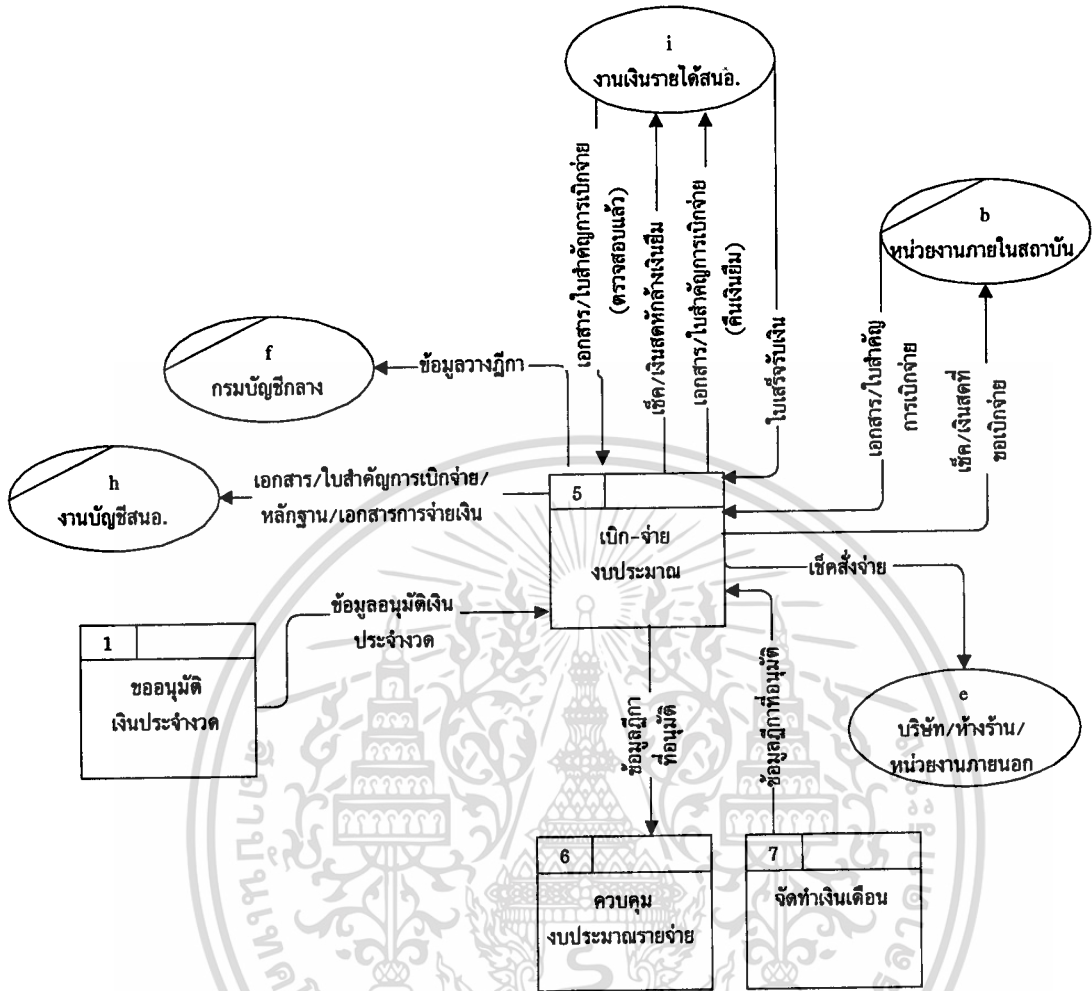 i
งานเงินรายได้สนอ.
เอกสาร/ใบสำคัญการเบิกจ่าย
(ตรวจสอบแล้ว)
เช็ค/เงินสดหักล้างเงินยืม
เอกสาร/ใบสำคัญการเบิกจ่าย
(คืนเงินยืม)
ใบเสร็จรับเงิน
b
หน่วยงานภายในสถาบัน
เอกสาร/ใบสำคัญ
การเบิกจ่าย
เช็ค/เงินสดที่
ขอเบิกจ่าย
f
กรมบัญชีกลาง
ข้อมูลวางฎีกา
h
งานบัญชีสนอ.
เอกสาร/ใบสำคัญการเบิกจ่าย/
หลักฐาน/เอกสารการจ่ายเงิน
5
เบิก-จ่าย
งบประมาณ
เช็คสั่งจ่าย
ข้อมูลอนุมัติเงิน
ประจำงวด
1
ขออนุมัติ
เงินประจำงวด
e
บริษัท/ห้างร้าน/
หน่วยงานภายนอก
ข้อมูลฎีกา
ที่อนุมัติ
ข้อมูลฎีกาที่อนุมัติ
6
ควบคุม
งบประมาณรายจ่าย
7
จัดทำเงินเดือน